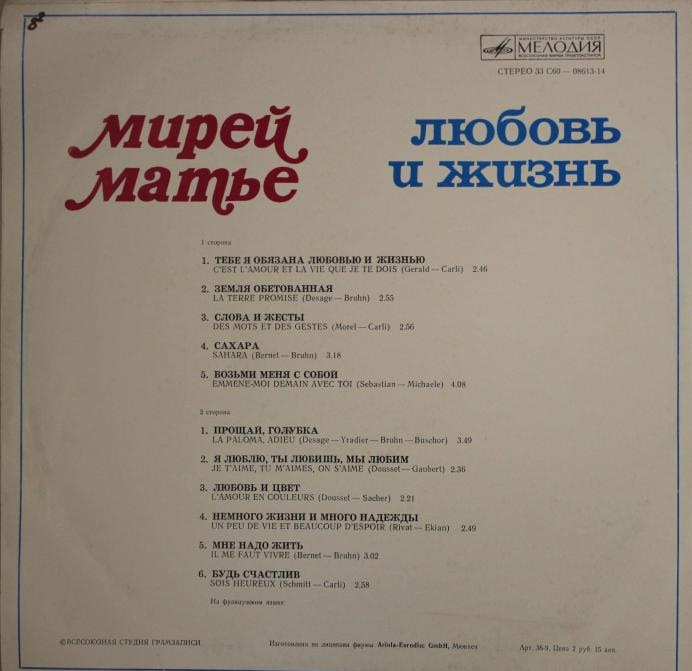 МИНИСТЕРСТВО КУЛЬТУРЫ СССР
МЕЛОДИЯ
ВСЕСОЮЗНАЯ ФИРМА ГРАМПЛАСТИНОК
СТЕРЕО 33 С60 — 08613-14
мирей
матье
любовь
и жизнь
1 сторона
1. ТЕБЕ Я ОБЯЗАНА ЛЮБОВЬЮ И ЖИЗНЬЮ
C'EST L'AMOUR ET LA VIE QUE JE TE DOIS (Gerald — Carli) 2.46
2. ЗЕМЛЯ ОБЕТОВАННАЯ
LA TERRE PROMISE (Desage — Bruhn) 2.55
3. СЛОВА И ЖЕСТЫ
DES MOTS ET DES GESTES (Morel — Carli) 2.56
4. САХАРА
SAHARA (Bernet — Bruhn) 3.18
5. ВОЗЬМИ МЕНЯ С СОБОЙ
EMMENE-MOI DEMAIN AVEC TOI (Sebastian — Michaele) 4.08
2 сторона
1. ПРОЩАЙ, ГОЛУБКА
LA PALOMA, ADIEU (Desage — Yradier — Bruhn — Buschor) 3.49
2. Я ЛЮБЛЮ, ТЫ ЛЮБИШЬ, МЫ ЛЮБИМ
JE T'AIME, TU M'AIMES, ON S'AIME (Dousset — Gaubert) 2.36
3. ЛЮБОВЬ И ЦВЕТ
L'AMOUR EN COULEURS (Dousset — Sacher) 2.21
4. НЕМНОГО ЖИЗНИ И МНОГО НАДЕЖДЫ
UN PEU DE VIE ET BEAUCOUP D'ESPOIR (Rivat — Ekian) 2.49
5. МНЕ НАДО ЖИТЬ
IL ME FAUT VIVRE (Bernet — Bruhn) 3.02
6. БУДЬ СЧАСТЛИВ
SOIS HEUREUX (Schmitt — Carli) 2.58
На французском языке
©ВСЕСОЮЗНАЯ СТУДИЯ ГРАМЗАПИСИ
Изготовлено по лицензии фирмы Ariola-Eurodisc GmbH, Мюнхен
Арт. 36-9. Цена 2 руб. 15 коп.